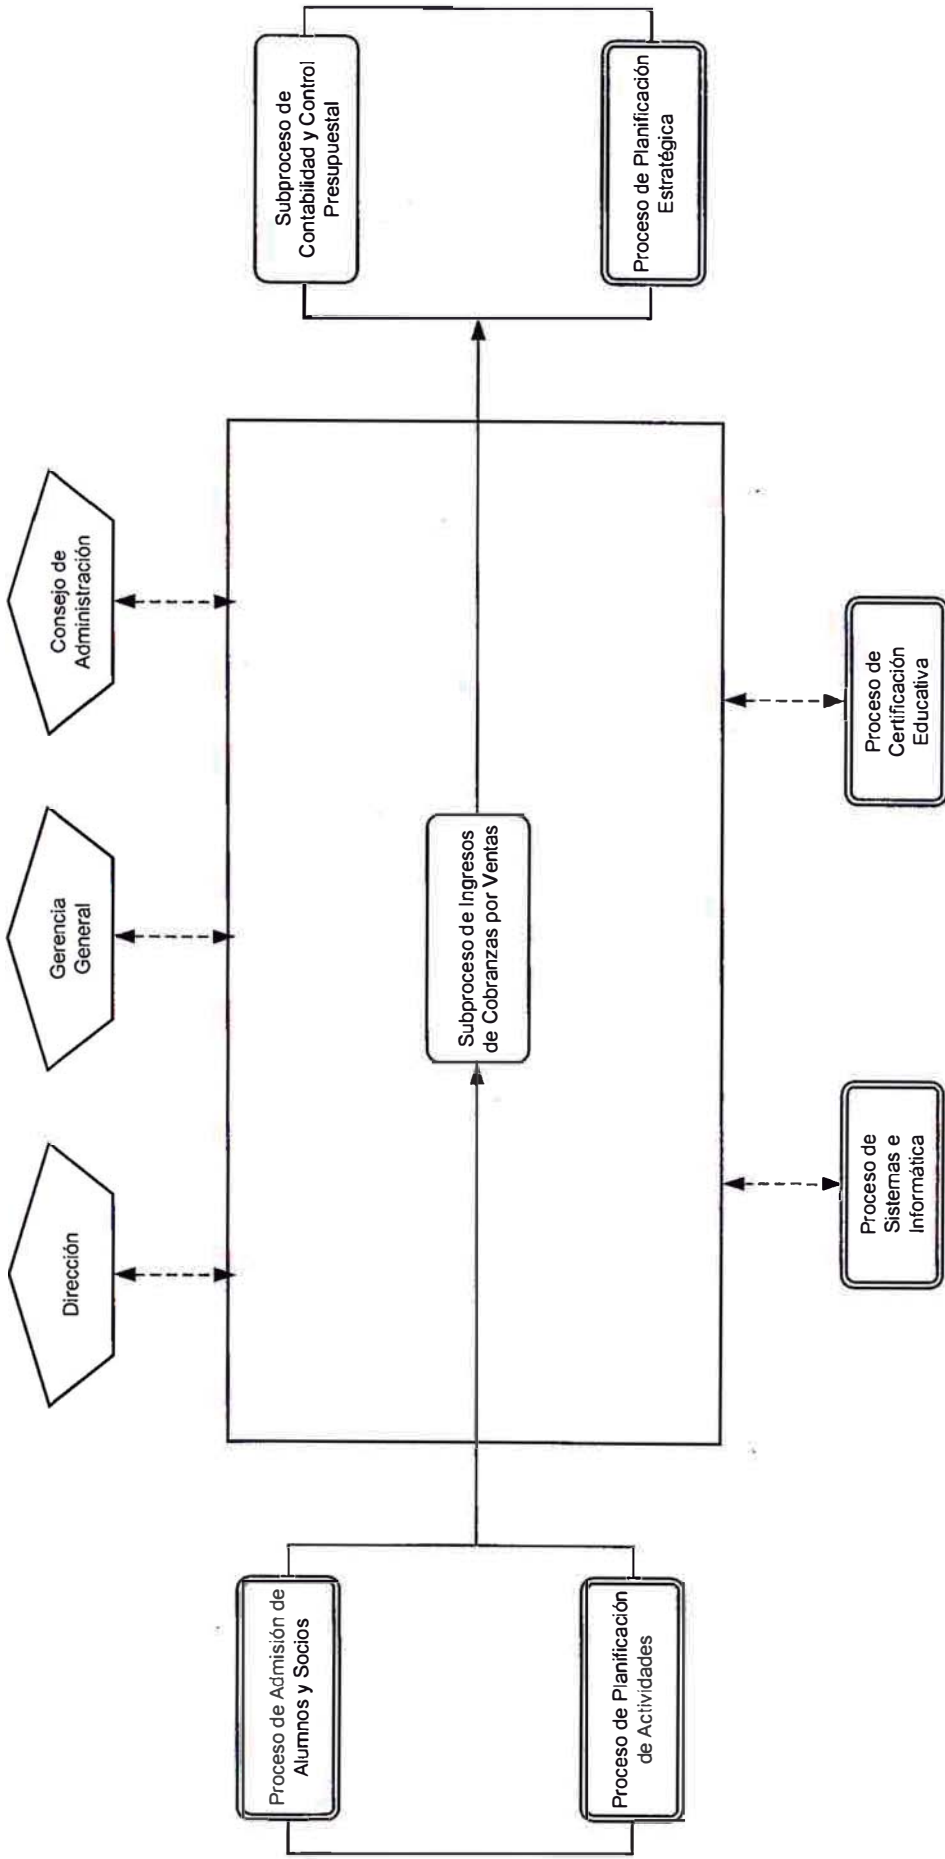 Dirección
Gerencia
General
Consejo de
Administración
Proceso de Admisión de
Alumnos y Socios
Proceso de Planificación
de Actividades
Subproceso de Ingresos
de Cobranzas por Ventas
Subproceso de
Contabilidad y Control
Presupuestal
Proceso de Planificación
Estratégica
Proceso de
Sistemas e
Informática
Proceso de
Certificación
Educativa